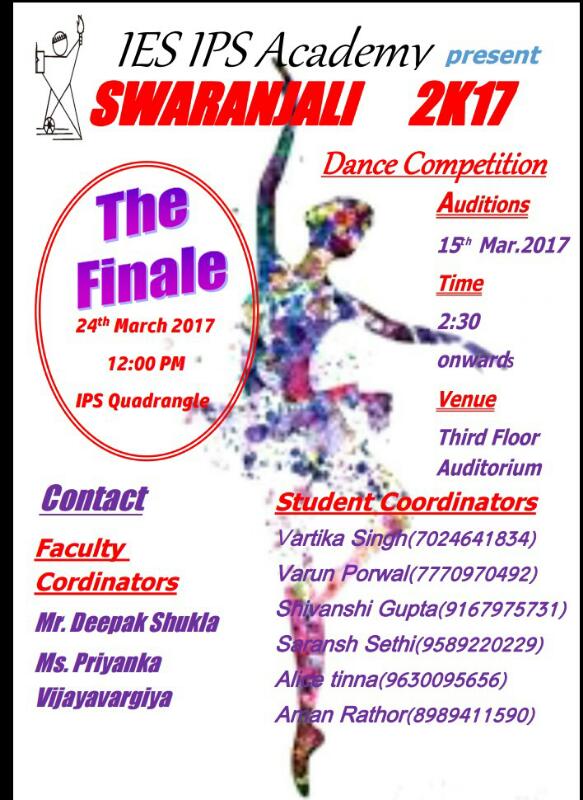 IES IPS Academy present
SWARANJALI 2K17
Dance Competition
The
Finale
24th March 2017
12:00 PM
IPS Quadrangle
Auditions
15th Mar.2017
Time
2:30
onwards
Venue
Third Floor
Auditorium
Contact
Faculty
Cordinators
Mr. Deepak Shukla
Ms. Priyanka
Vijayavargiya
Student Coordinators
Vartika Singh(7024641834)
Varun Porwal(7770970492)
Shivanshi Gupta(9167975731)
Saransh Sethi(9589220229)
Alice tinna(9630095656)
Aman Rathor(8989411590)